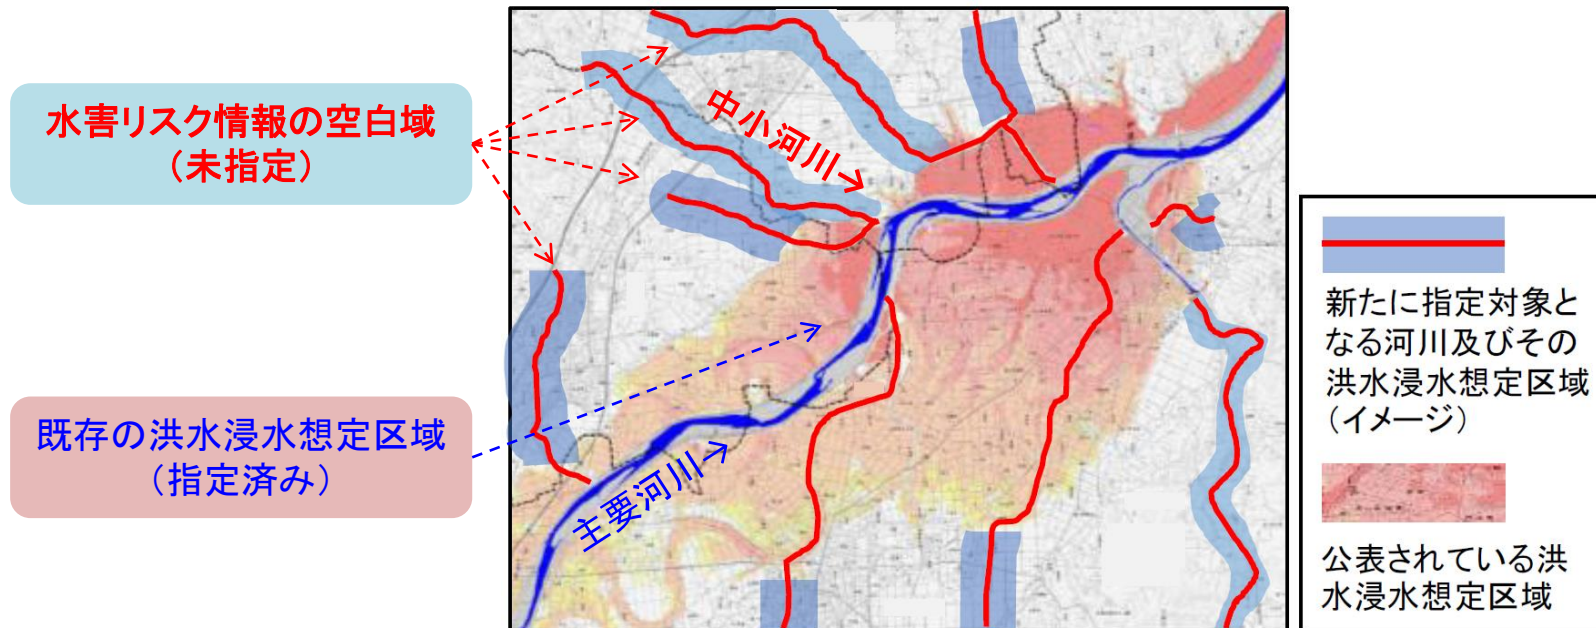 水害リスク情報の空白域
（未指定）
既存の洪水浸水想定区域
（指定済み）
中小河川→
主要河川→
新たに指定対象と
なる河川及びその
洪水浸水想定区域
（イメージ）
公表されている洪
水浸水想定区域